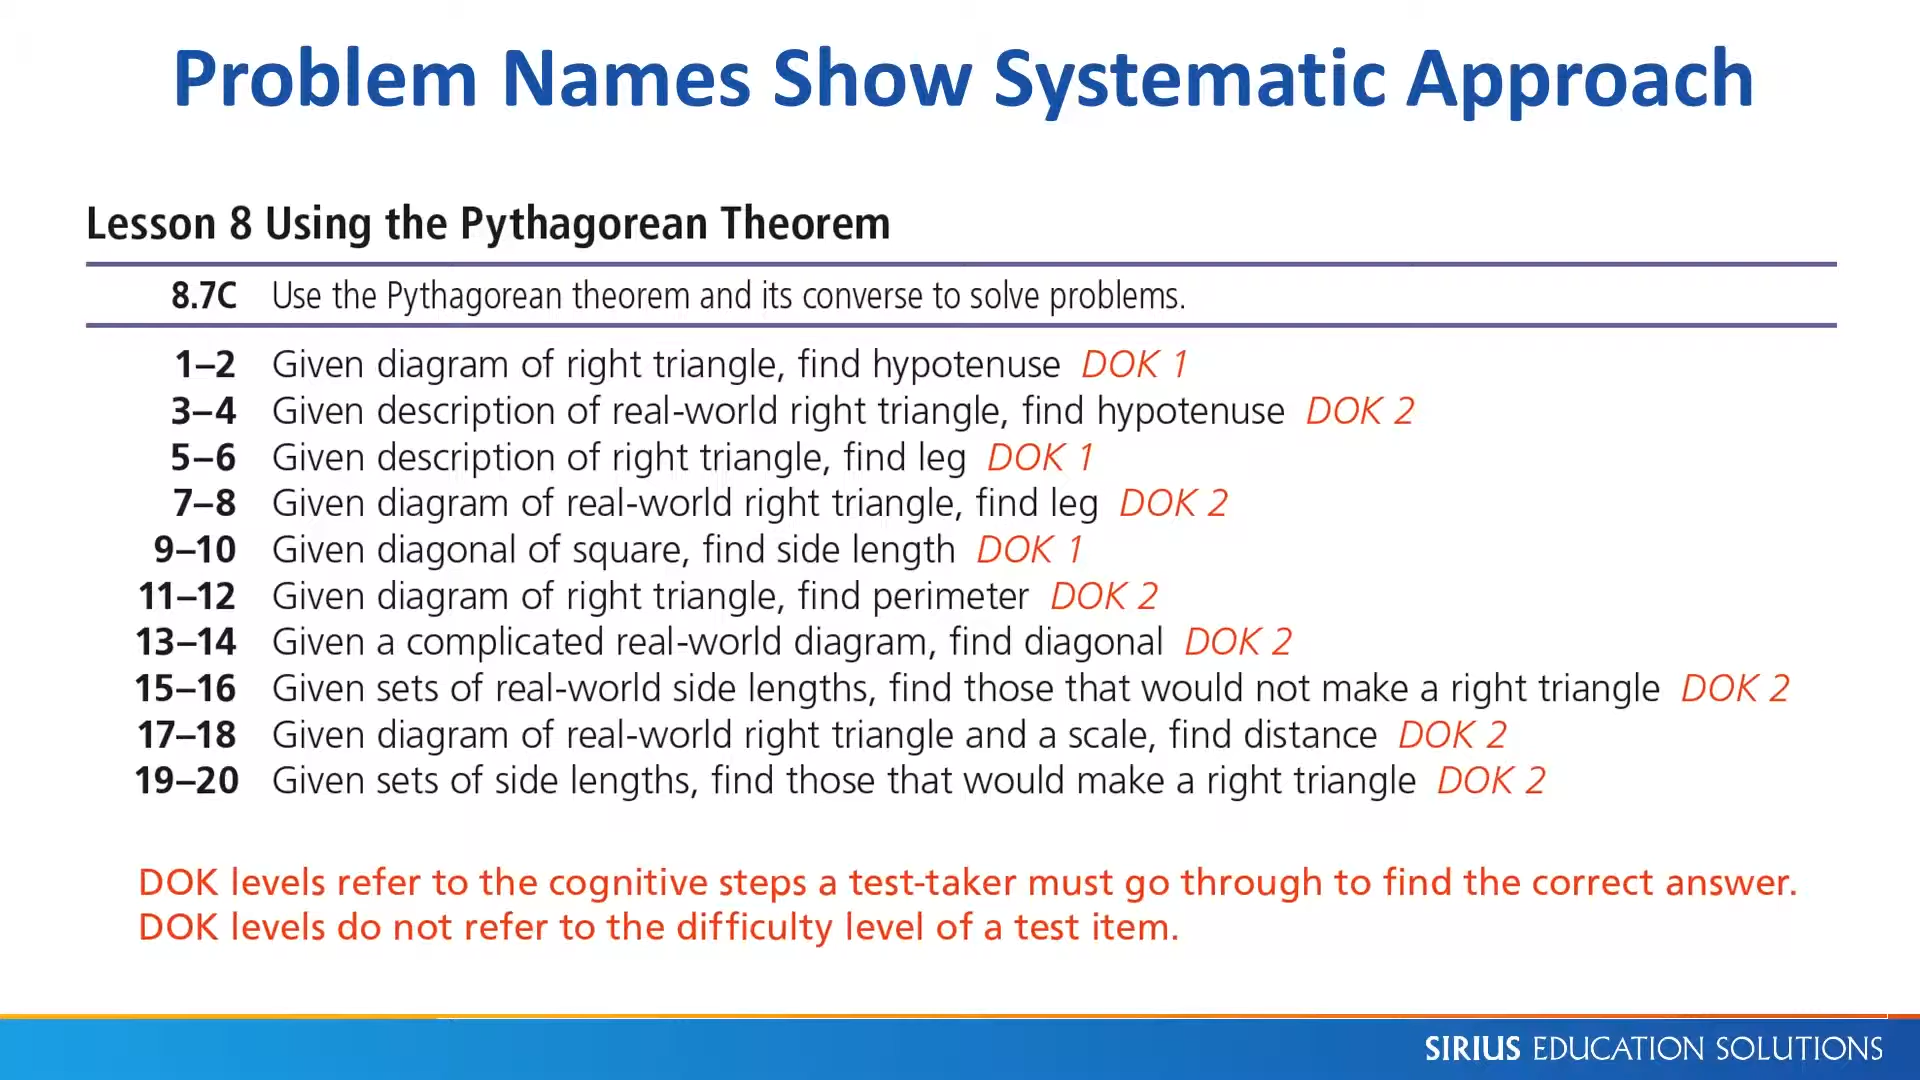 Problem Names Show Systematic Approach
Lesson 8 Using the Pythagorean Theorem
8.7C Use the Pythagorean theorem and its converse to solve problems.
1–2 Given diagram of right triangle, find hypotenuse DOK 1
3–4 Given description of real-world right triangle, find hypotenuse DOK 2
5–6 Given description of right triangle, find leg DOK 1
7–8 Given diagram of real-world right triangle, find leg DOK 2
9–10 Given diagonal of square, find side length DOK 1
11–12 Given diagram of right triangle, find perimeter DOK 2
13–14 Given a complicated real-world diagram, find diagonal DOK 2
15–16 Given sets of real-world side lengths, find those that would not make a right triangle DOK 2
17–18 Given diagram of real-world right triangle and a scale, find distance DOK 2
19–20 Given sets of side lengths, find those that would make a right triangle DOK 2
DOK levels refer to the cognitive steps a test-taker must go through to find the correct answer.
DOK levels do not refer to the difficulty level of a test item.
SIRIUS EDUCATION SOLUTIONS